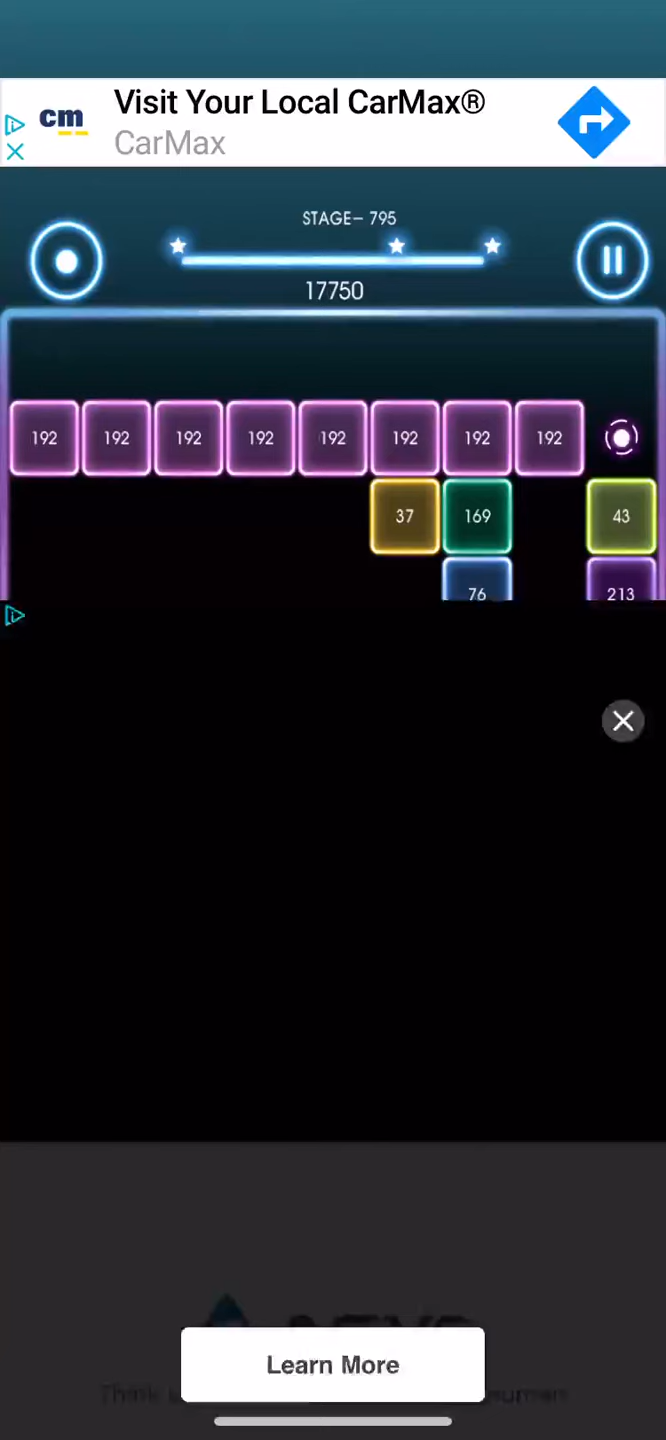 cm
Visit Your Local CarMax®
CarMax
STAGE– 795
17750
192 192 192 192 192 192 192 192
37 169 43
76 213
Learn More
Think